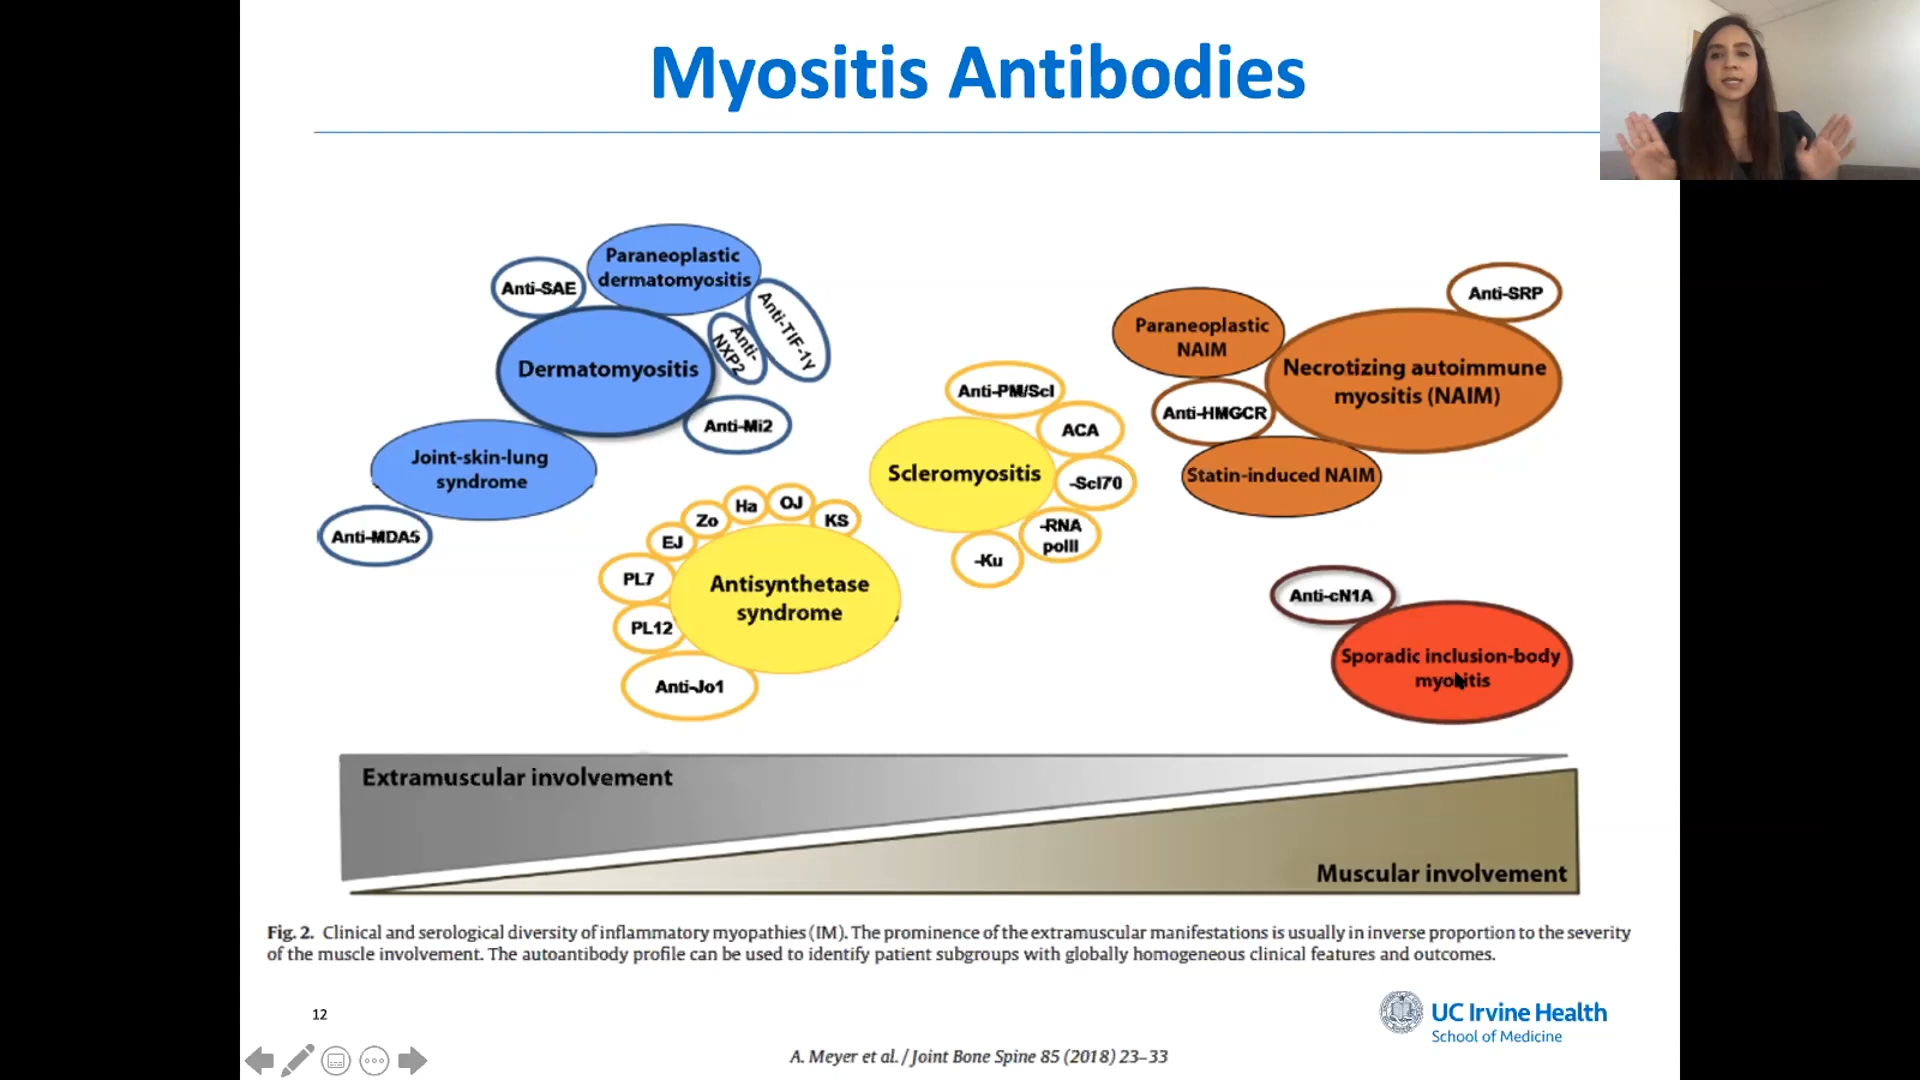 Myositis Antibodies
Paraneoplastic
dermatomyositis
Anti-SAE
Anti-TIF-1γ
Anti-
NXP2
Dermatomyositis
Anti-Mi2
Joint-skin-lung
syndrome
Anti-MDA5
Zo
Ha
OJ
KS
EJ
PL7
PL12
Antisynthetase
syndrome
Anti-Jo1
Anti-PM/Scl
ACA
Scleromyositis
-Scl70
-RNA
polII
-Ku
Anti-SRP
Paraneoplastic
NAIM
Necrotizing autoimmune
myositis (NAIM)
Anti-HMGCR
Statin-induced NAIM
Anti-cN1A
Sporadic inclusion-body
myositis
Extramuscular involvement
Muscular involvement
Fig. 2. Clinical and serological diversity of inflammatory myopathies (IM). The prominence of the extramuscular manifestations is usually in inverse proportion to the severity
of the muscle involvement. The autoantibody profile can be used to identify patient subgroups with globally homogeneous clinical features and outcomes.
12
UC Irvine Health
School of Medicine
A. Meyer et al. / Joint Bone Spine 85 (2018) 23–33